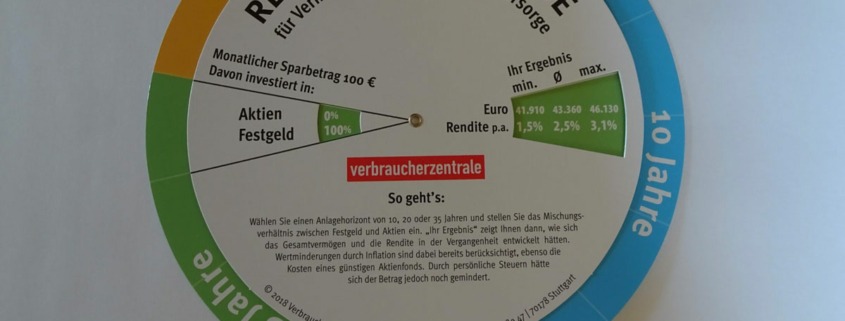 für
Monatlicher Sparbetrag 100 €
Davon investiert in:
Aktien 0%
Festgeld 100%
Ihr Ergebnis
min. Ø max.
Euro 41.910 43.360 46.130
Rendite p.a. 1,5% 2,5% 3,1%
10 Jahre
verbraucherzentrale
So geht's:
Wählen Sie einen Anlagehorizont von 10, 20 oder 35 Jahren und stellen Sie das Mischungs-
verhältnis zwischen Festgeld und Aktien ein. „Ihr Ergebnis" zeigt Ihnen dann, wie sich
das Gesamtvermögen und die Rendite in der Vergangenheit entwickelt hätten.
Wertminderungen durch Inflation sind dabei bereits berücksichtigt, ebenso die
Kosten eines günstigen Aktienfonds. Durch persönliche Steuern hätte
sich der Betrag jedoch noch gemindert.
Jahre
© 2018
47 | 70178 Stuttgart